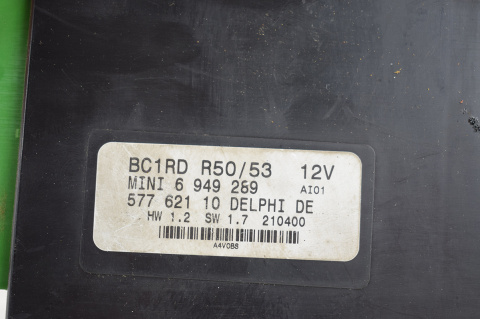 BC1RD R50/53 12V
MINI 6 949 289 AI01
577 621 10 DELPHI DE
HW 1.2 SW 1.7 210400
A4V0B8